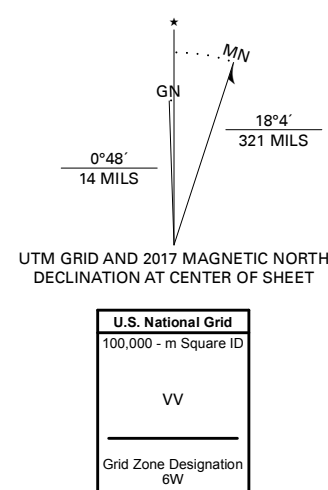 ★
MN
GN
18°4´
321 MILS
0°48´
14 MILS
UTM GRID AND 2017 MAGNETIC NORTH
DECLINATION AT CENTER OF SHEET
U.S. National Grid
100,000 - m Square ID
VV
Grid Zone Designation
6W